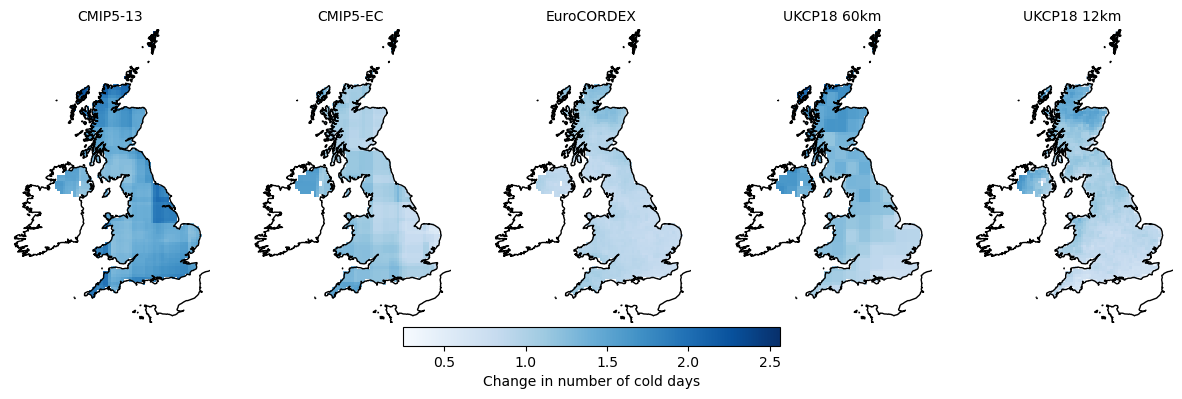 CMIP5-13
CMIP5-EC
EuroCORDEX
UKCP18 60km
UKCP18 12km
0.5 1.0 1.5 2.0 2.5
Change in number of cold days